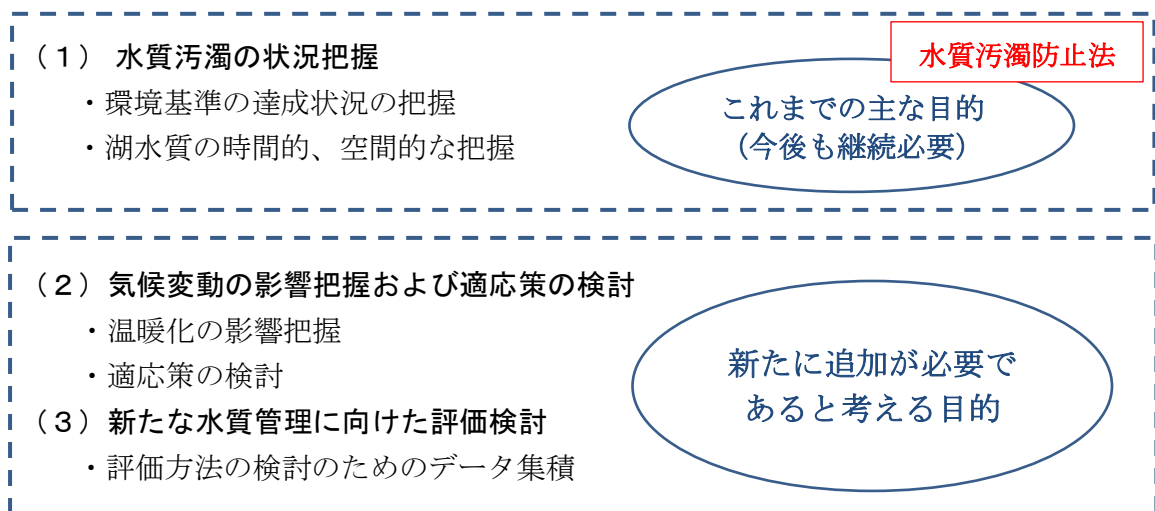 （１） 水質汚濁の状況把握
・環境基準の達成状況の把握
・湖水質の時間的、空間的な把握
水質汚濁防止法
これまでの主な目的
（今後も継続必要）
（２）気候変動の影響把握および適応策の検討
・温暖化の影響把握
・適応策の検討
（３）新たな水質管理に向けた評価検討
・評価方法の検討のためのデータ集積
新たに追加が必要で
あると考える目的